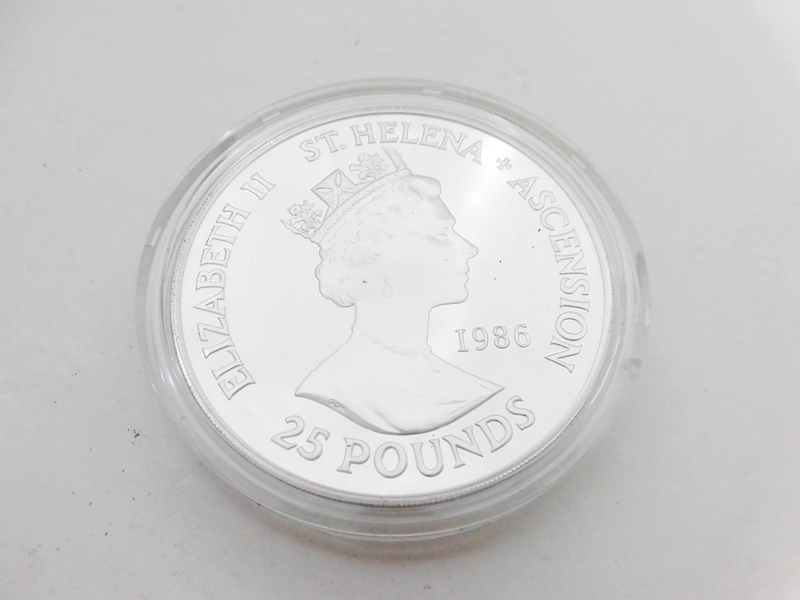 ELIZABETH II
ST. HELENA + ASCENSION
1986
25 POUNDS